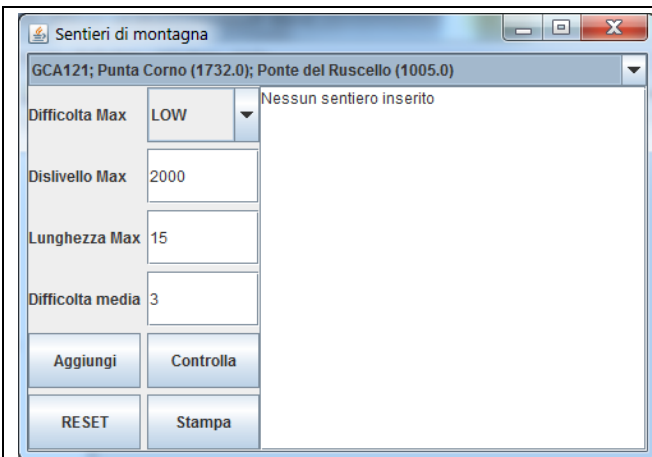 Sentieri di montagna
GCA121; Punta Corno (1732.0); Ponte del Ruscello (1005.0)
Difficolta Max LOW
Nessun sentiero inserito
Dislivello Max 2000
Lunghezza Max 15
Difficolta media 3
Aggiungi Controlla
RESET Stampa